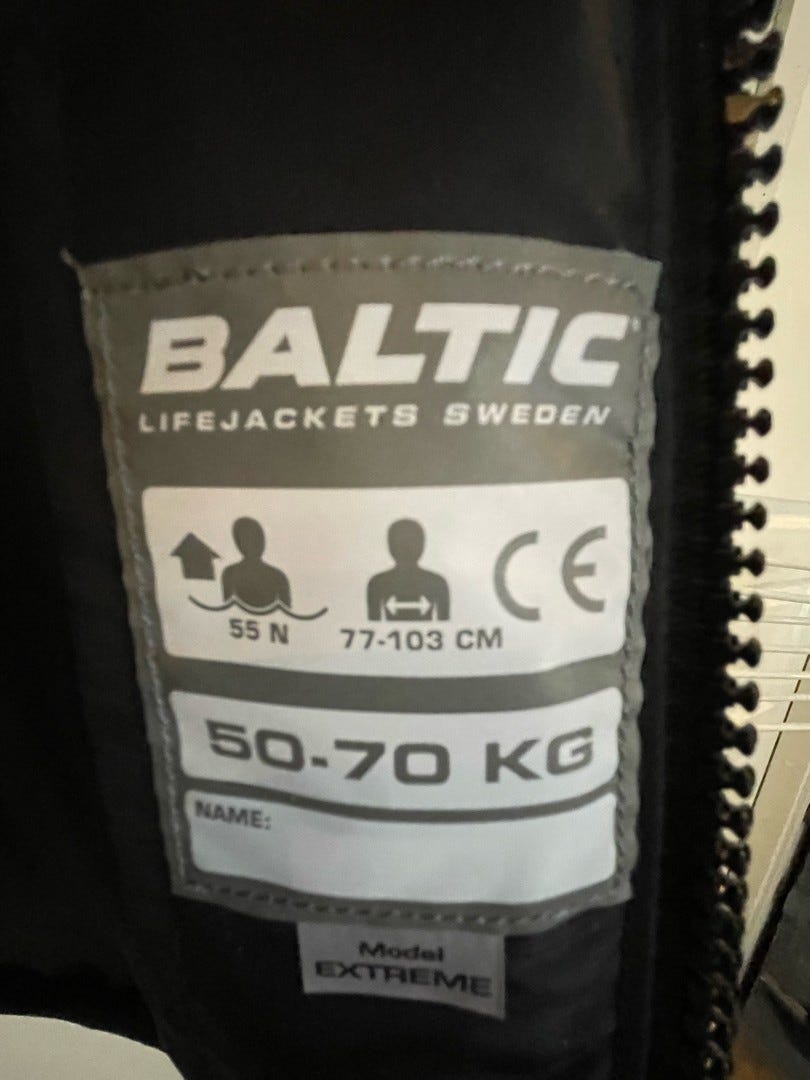 BALTIC
LIFEJACKETS SWEDEN
55 N 77-103 CM CE
50-70 KG
NAME:
Model
EXTREME